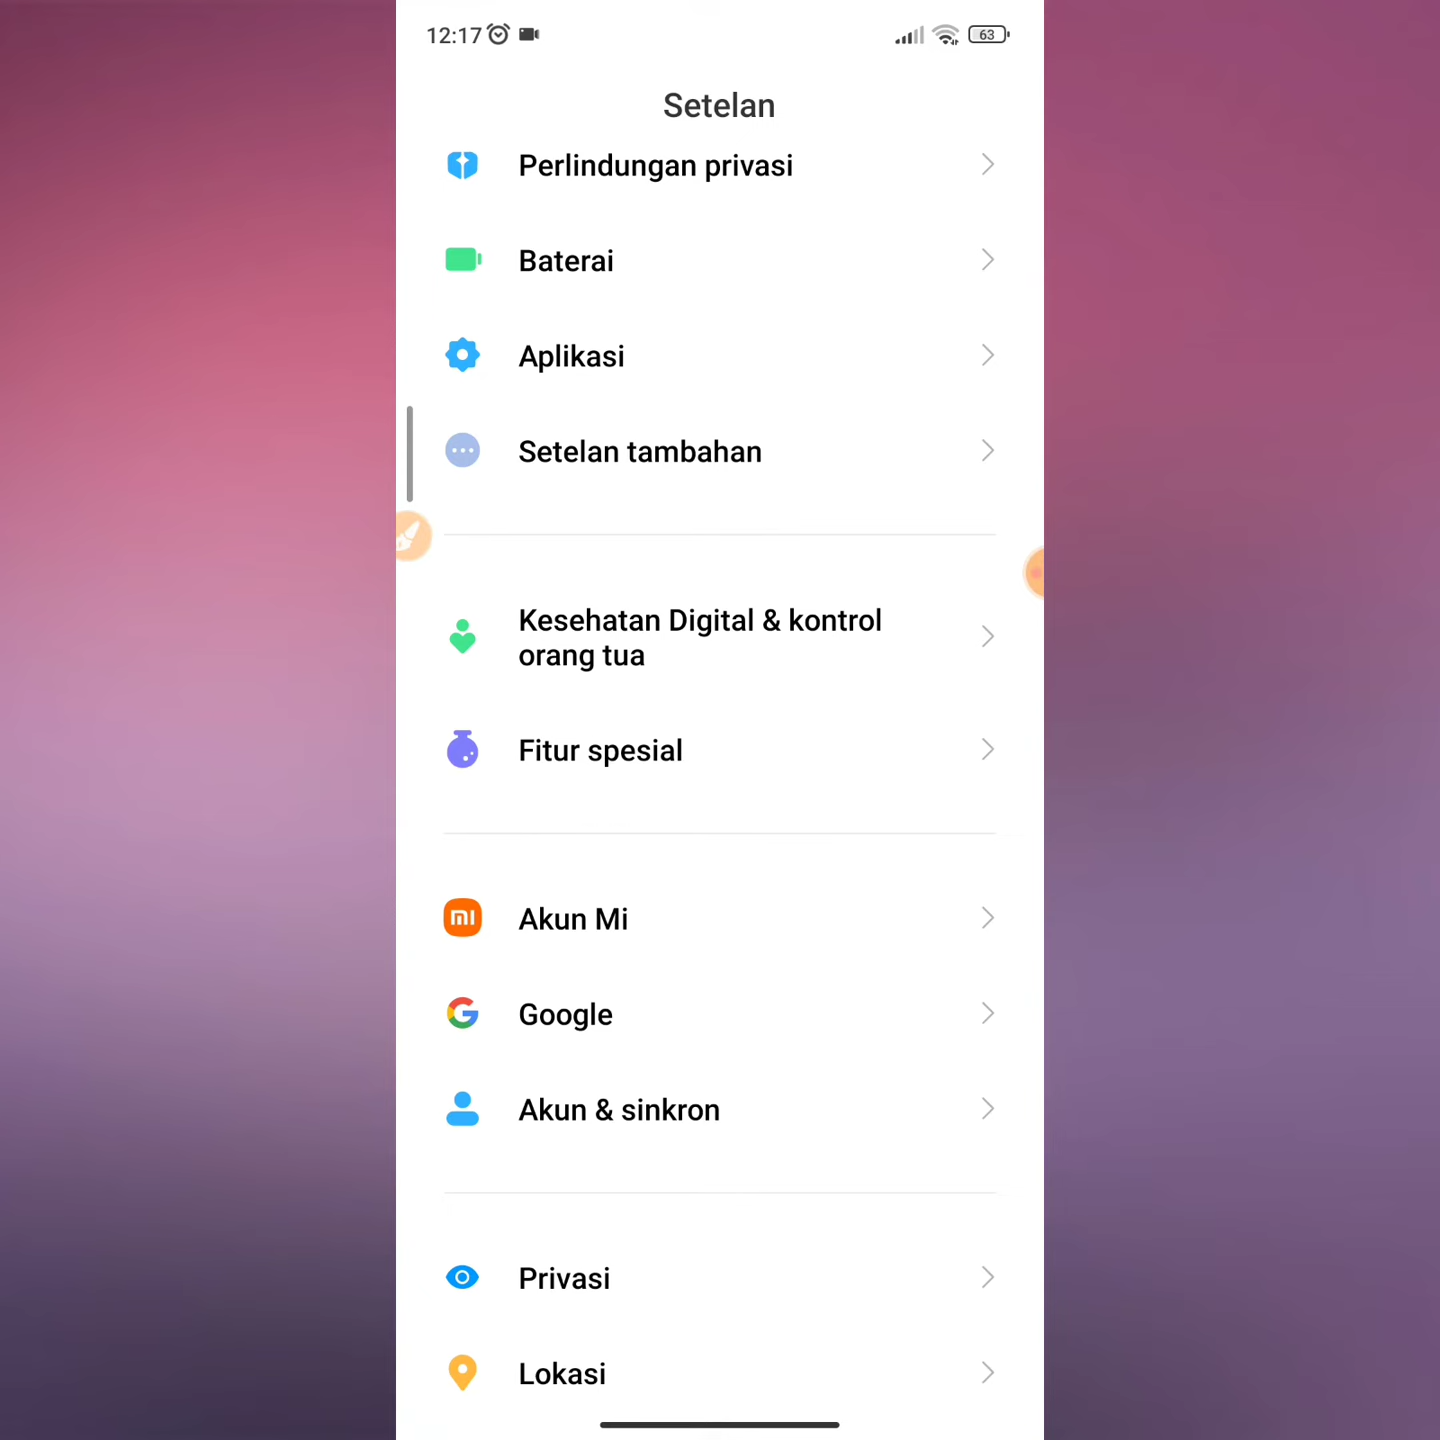 12:17
63
Setelan
Perlindungan privasi
Baterai
Aplikasi
Setelan tambahan
Kesehatan Digital & kontrol
orang tua
Fitur spesial
mi
Akun Mi
Google
Akun & sinkron
Privasi
Lokasi